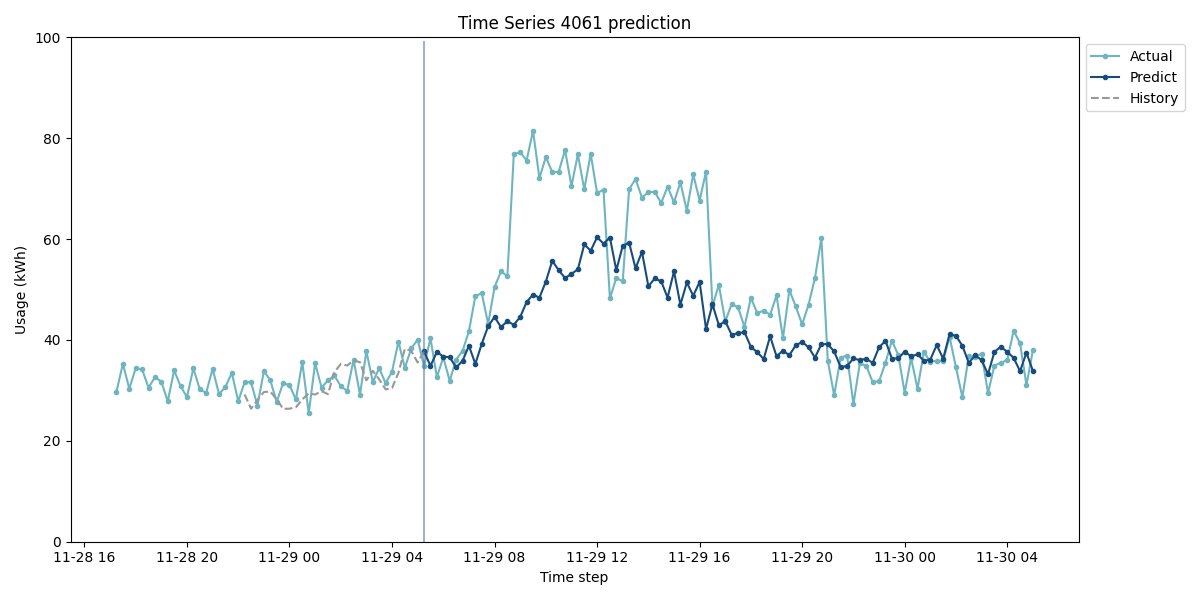 Time Series 4061 prediction
100
80
60
40
20
0
Usage (kWh)
11-28 16
11-28 20
11-29 00
11-29 04
11-29 08
11-29 12
11-29 16
11-29 20
11-30 00
11-30 04
Time step
Actual
Predict
History